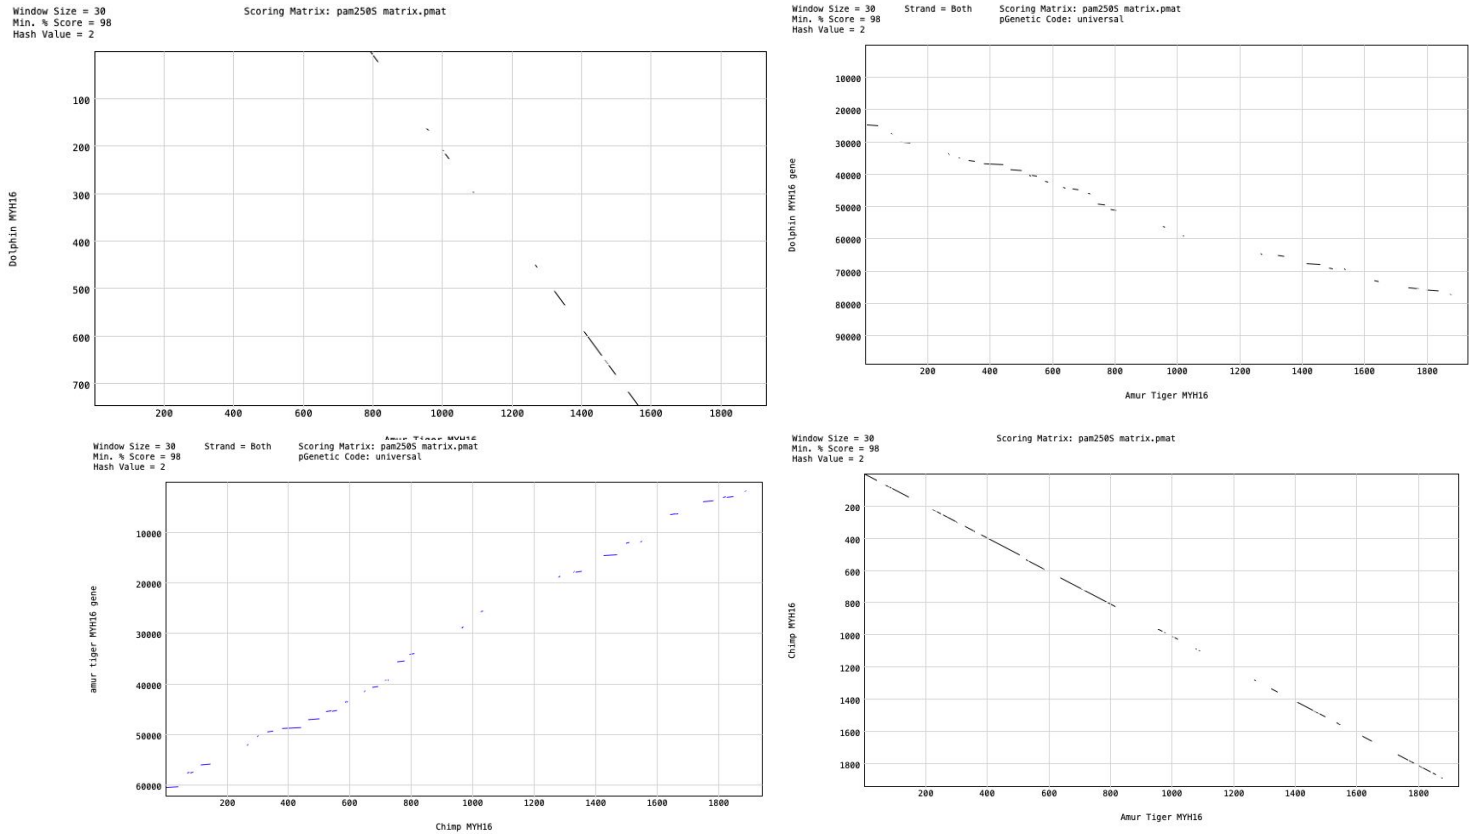 Window Size = 30 Scoring Matrix: pam250S matrix.pmat
Min. % Score = 98
Hash Value = 2
100
200
300
400
500
600
700
Dolphin MYH16
200 400 600 800 1000 1200 1400 1600 1800
Amur Tiger MYH16
Window Size = 30 Strand = Both Scoring Matrix: pam250S matrix.pmat
Min. % Score = 98 pGenetic Code: universal
Hash Value = 2
10000
20000
30000
40000
50000
60000
70000
80000
90000
Dolphin MYH16 gene
200 400 600 800 1000 1200 1400 1600 1800
Amur Tiger MYH16
Window Size = 30 Strand = Both Scoring Matrix: pam250S matrix.pmat
Min. % Score = 98 pGenetic Code: universal
Hash Value = 2
10000
20000
30000
40000
50000
60000
amur tiger MYH16 gene
200 400 600 800 1000 1200 1400 1600 1800
Chimp MYH16
Window Size = 30 Scoring Matrix: pam250S matrix.pmat
Min. % Score = 98
Hash Value = 2
200
400
600
800
1000
1200
1400
1600
1800
Chimp MYH16
200 400 600 800 1000 1200 1400 1600 1800
Amur Tiger MYH16